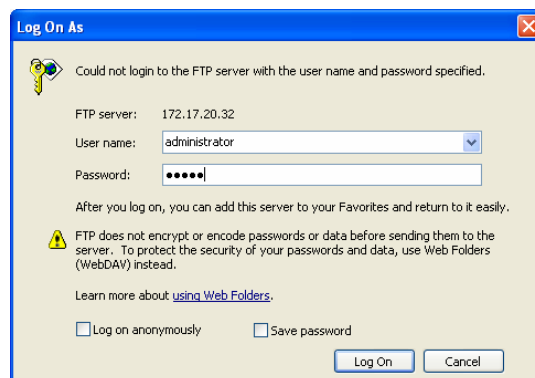 Log On As
Could not login to the FTP server with the user name and password specified.
FTP server: 172.17.20.32
User name: administrator
Password: ●●●●●
After you log on, you can add this server to your Favorites and return to it easily.
FTP does not encrypt or encode passwords or data before sending them to the
server. To protect the security of your passwords and data, use Web Folders
(WebDAV) instead.
Learn more about using Web Folders.
Log on anonymously Save password
Log On Cancel